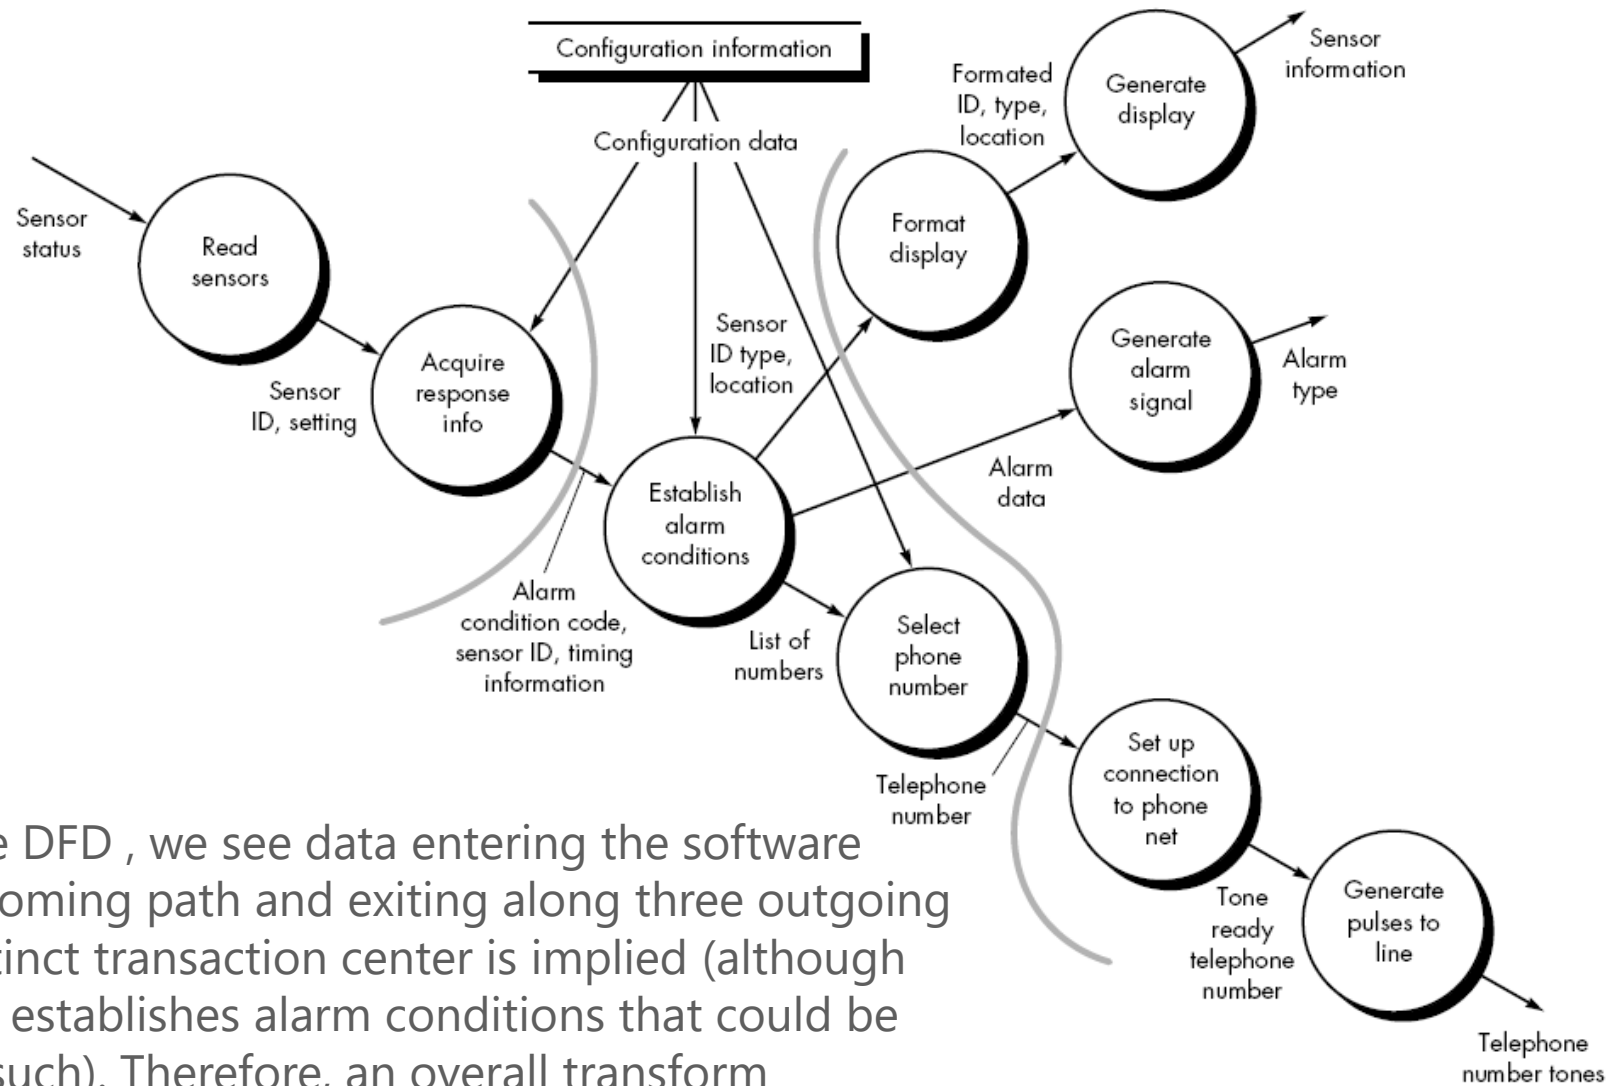 Configuration information
Configuration data
Sensor
status
Read
sensors
Sensor
ID, setting
Acquire
response
info
Alarm
condition code,
sensor ID, timing
information
Establish
alarm
conditions
Sensor
ID type,
location
Formated
ID, type,
location
Format
display
Generate
display
Sensor
information
Generate
alarm
signal
Alarm
type
Alarm
data
List of
numbers
Select
phone
number
Telephone
number
Set up
connection
to phone
net
Tone
ready
telephone
number
Generate
pulses to
line
Telephone
number tones
e DFD , we see data entering the software
oming path and exiting along three outgoing
tinct transaction center is implied (although
establishes alarm conditions that could be
such). Therefore, an overall transform